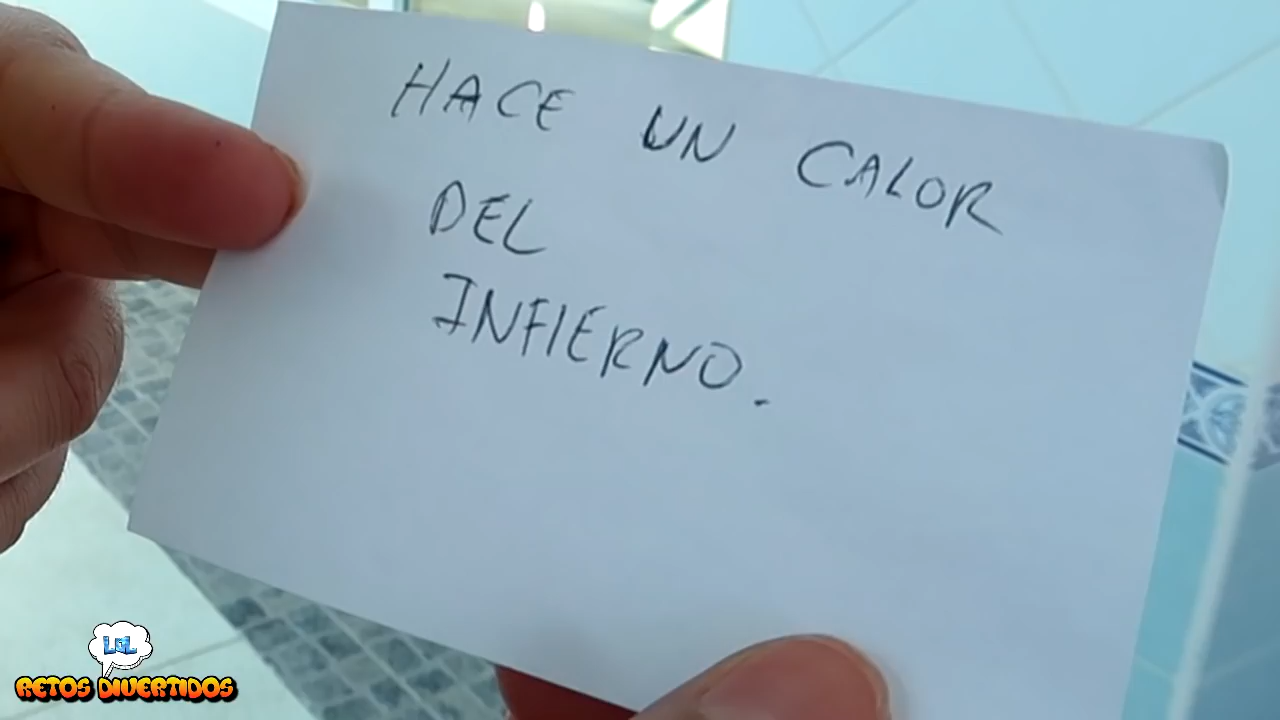 HACE UN CALOR
DEL
INFIERNO.
LOL
RETOS DIVERTIDOS